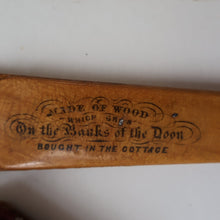 MADE OF WOOD
WHICH GREW
On the Banks of the Doon
BOUGHT IN THE COTTAGE